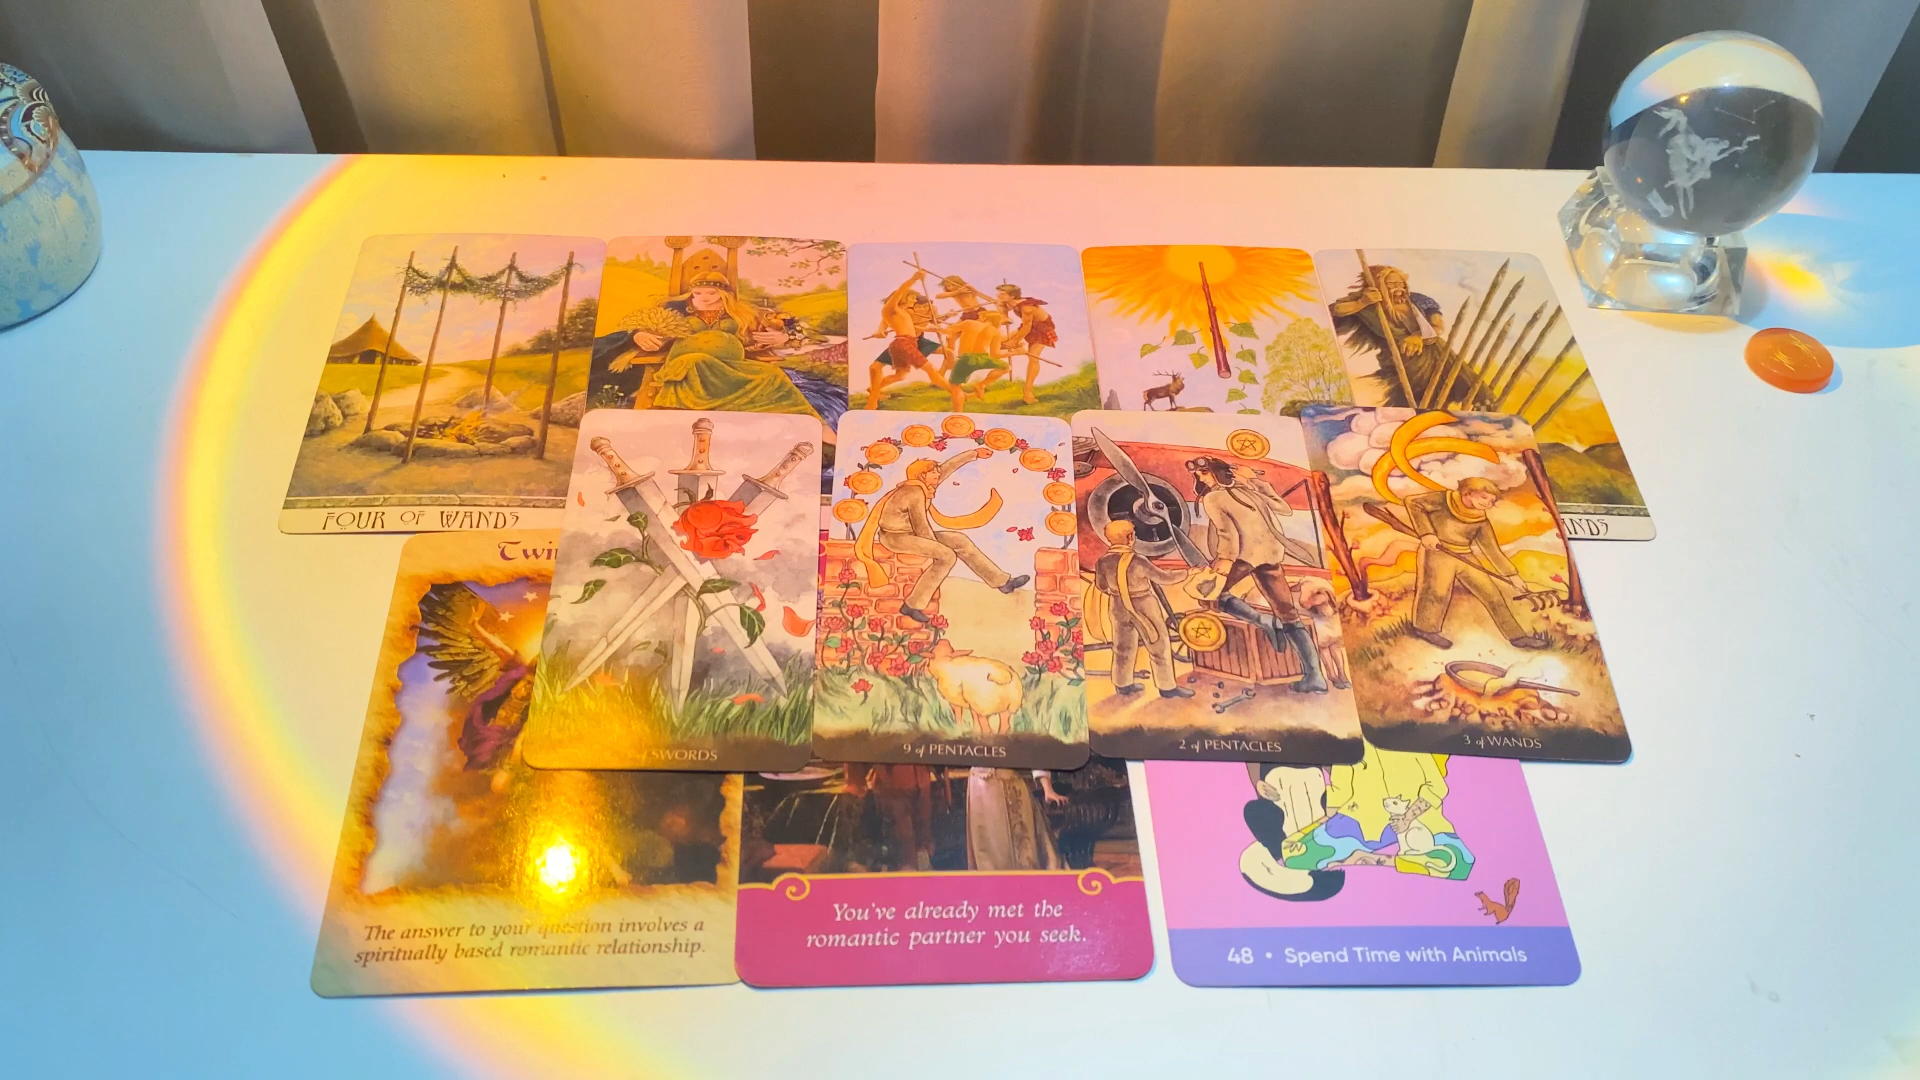 FOUR OF WANDS
ANDS
Twi
SWORDS
9 of PENTACLES
2 of PENTACLES
3 of WANDS
The answer to your question involves a
spiritually based romantic relationship.
You've already met the
romantic partner you seek.
48 • Spend Time with Animals